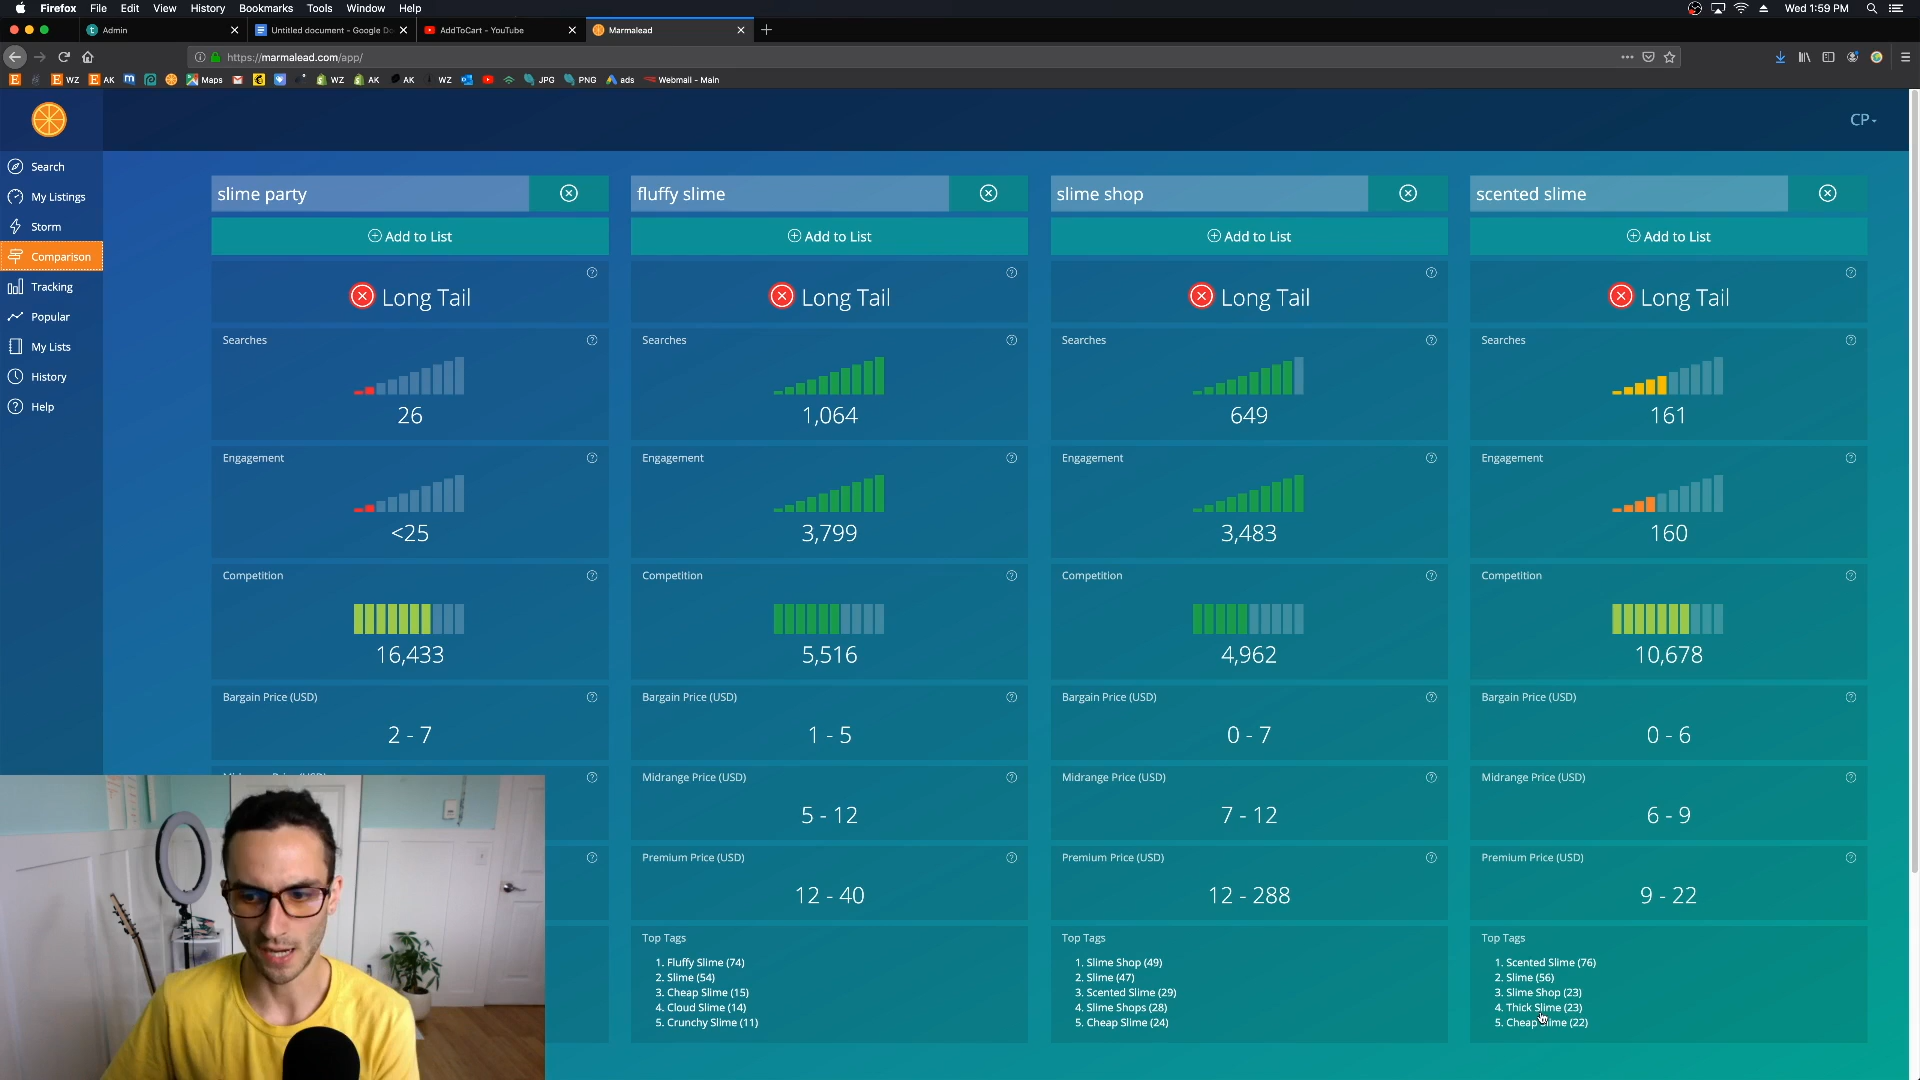 Firefox File Edit View History Bookmarks Tools Window Help Wed 1:59 PM
Admin Untitled document - Google Do AddToCart - YouTube Marmalead
https://marmalead.com/app/
WZ AK Maps WZ AK AK WZ JPG PNG ads Webmail - Main
CP
Search
My Listings
Storm
Comparison
Tracking
Popular
My Lists
History
Help
slime party fluffy slime slime shop scented slime
Add to List Add to List Add to List Add to List
Long Tail Long Tail Long Tail Long Tail
Searches Searches Searches Searches
26 1,064 649 161
Engagement Engagement Engagement Engagement
<25 3,799 3,483 160
Competition Competition Competition Competition
16,433 5,516 4,962 10,678
Bargain Price (USD) Bargain Price (USD) Bargain Price (USD) Bargain Price (USD)
2 - 7 1 - 5 0 - 7 0 - 6
Midrange Price (USD) Midrange Price (USD) Midrange Price (USD)
5 - 12 7 - 12 6 - 9
Premium Price (USD) Premium Price (USD) Premium Price (USD)
12 - 40 12 - 288 9 - 22
Top Tags Top Tags Top Tags
1. Fluffy Slime (74) 1. Slime Shop (49) 1. Scented Slime (76)
2. Slime (54) 2. Slime (47) 2. Slime (56)
3. Cheap Slime (15) 3. Scented Slime (29) 3. Slime Shop (23)
4. Cloud Slime (14) 4. Slime Shops (28) 4. Thick Slime (23)
5. Crunchy Slime (11) 5. Cheap Slime (24) 5. Cheap Slime (22)